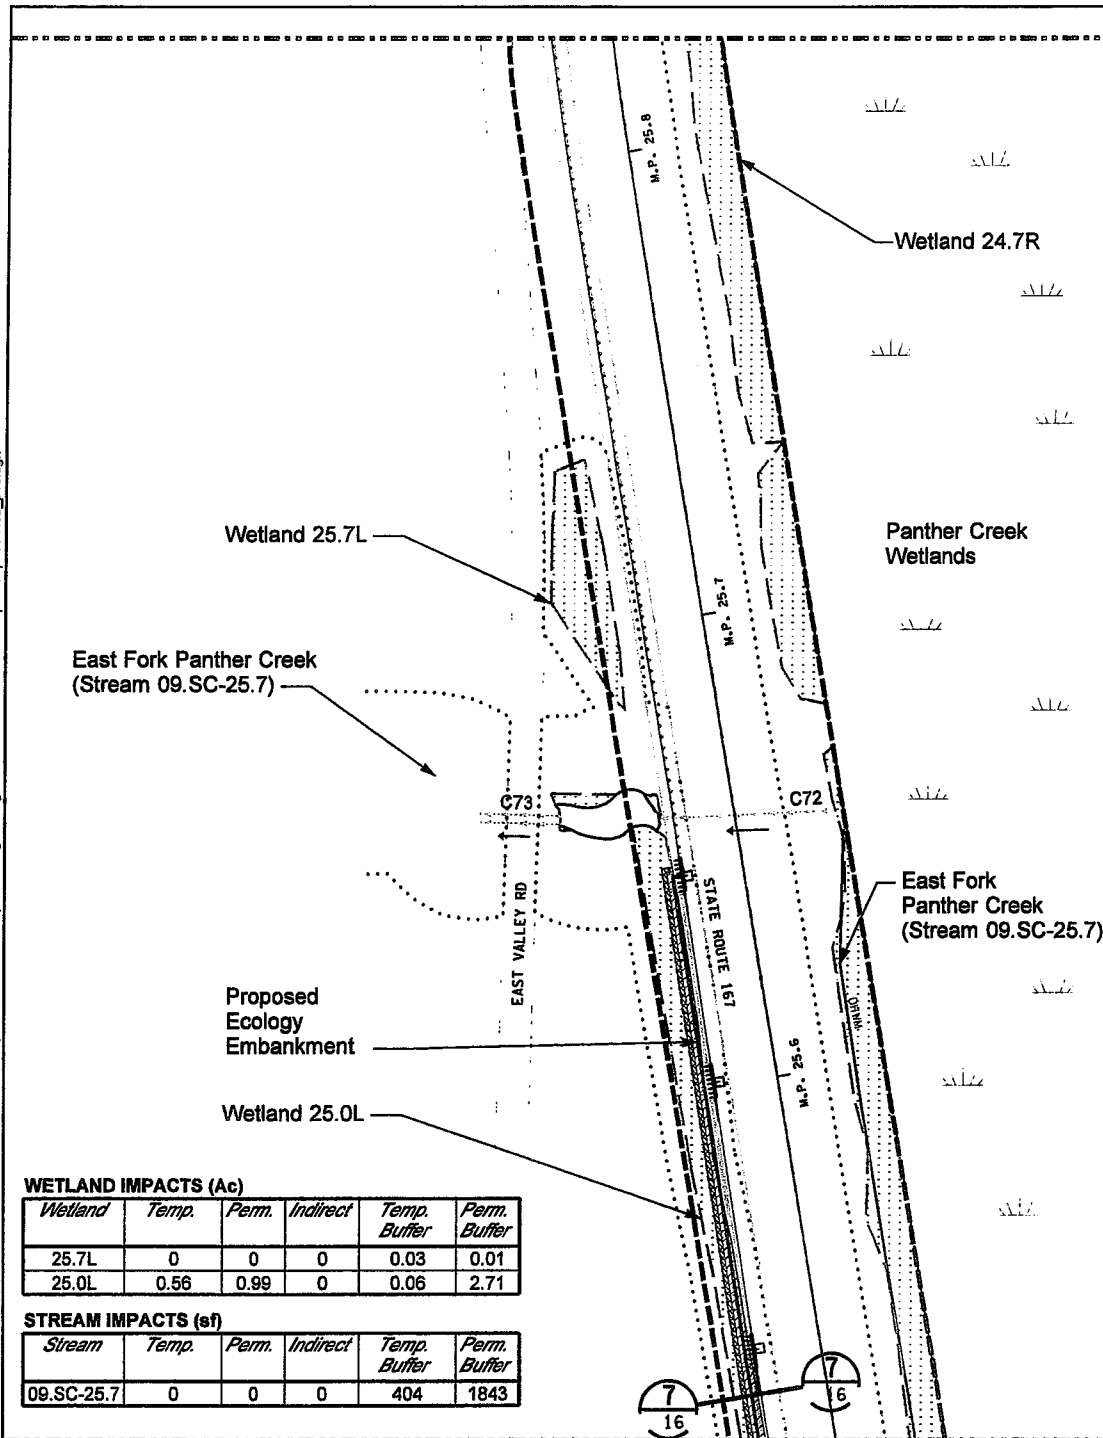 M.P. 25.8
Wetland 24.7R
Wetland 25.7L
M.P. 25.7
Panther Creek
Wetlands
East Fork Panther Creek
(Stream 09.SC-25.7)
C73
C72
East Fork
Panther Creek
(Stream 09.SC-25.7)
STATE ROUTE 167
EAST VALLEY RD
OHWM
Proposed
Ecology
Embankment
M.P. 25.6
Wetland 25.0L
WETLAND IMPACTS (Ac)
Wetland Temp. Perm. Indirect Temp. Buffer Perm. Buffer
25.7L 0 0 0 0.03 0.01
25.0L 0.56 0.99 0 0.06 2.71
STREAM IMPACTS (sf)
Stream Temp. Perm. Indirect Temp. Buffer Perm. Buffer
09.SC-25.7 0 0 0 404 1843
7
16
7
16